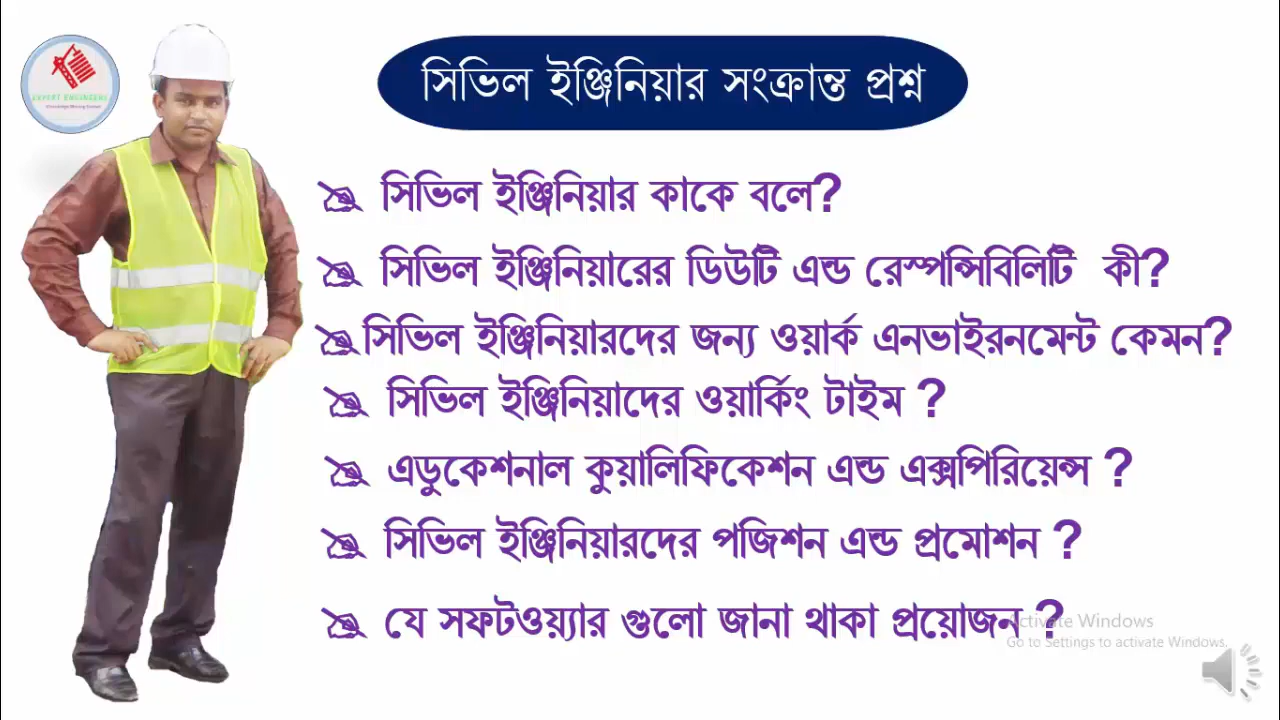 EXPERT ENGINEERS
সিভিল ইঞ্জিনিয়ার সংক্রান্ত প্রশ্ন
সিভিল ইঞ্জিনিয়ার কাকে বলে?
সিভিল ইঞ্জিনিয়ারের ডিউটি এন্ড রেস্পন্সিবিলিটি কী?
সিভিল ইঞ্জিনিয়ারদের জন্য ওয়ার্ক এনভাইরনমেন্ট কেমন?
সিভিল ইঞ্জিনিয়াদের ওয়ার্কিং টাইম ?
এডুকেশনাল কুয়ালিফিকেশন এন্ড এক্সপিরিয়েন্স ?
সিভিল ইঞ্জিনিয়ারদের পজিশন এন্ড প্রমোশন ?
যে সফটওয়্যার গুলো জানা থাকা প্রয়োজন ?
Activate Windows
Go to Settings to activate Windows.